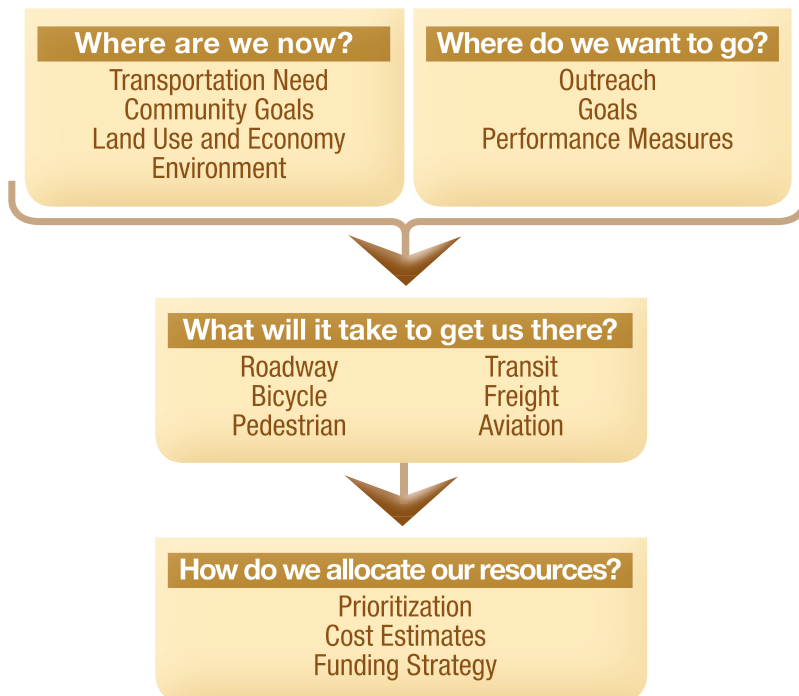 Where are we now?
Transportation Need
Community Goals
Land Use and Economy
Environment
Where do we want to go?
Outreach
Goals
Performance Measures
What will it take to get us there?
Roadway
Bicycle
Pedestrian
Transit
Freight
Aviation
How do we allocate our resources?
Prioritization
Cost Estimates
Funding Strategy